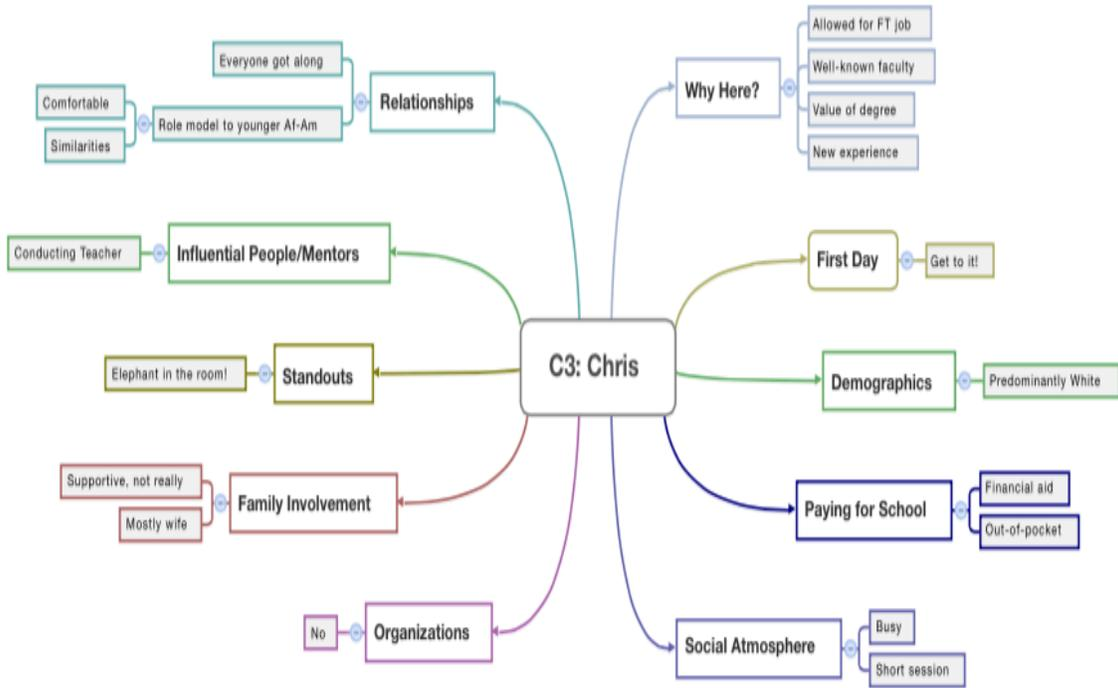 C3: Chris
Why Here?
Allowed for FT job
Well-known faculty
Value of degree
New experience
First Day
Get to it!
Demographics
Predominantly White
Paying for School
Financial aid
Out-of-pocket
Social Atmosphere
Busy
Short session
Relationships
Everyone got along
Role model to younger Af-Am
Comfortable
Similarities
Influential People/Mentors
Conducting Teacher
Standouts
Elephant in the room!
Family Involvement
Supportive, not really
Mostly wife
Organizations
No